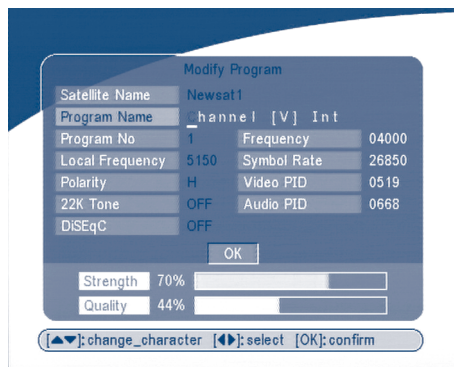 Modify Program
Satellite Name Newsat1
Program Name Channel [V] Int
Program No 1 Frequency 04000
Local Frequency 5150 Symbol Rate 26850
Polarity H Video PID 0519
22K Tone OFF Audio PID 0668
DiSEqC OFF
OK
Strength 70%
Quality 44%
[▲▼]:change_character [◀▶]:select [OK]:confirm